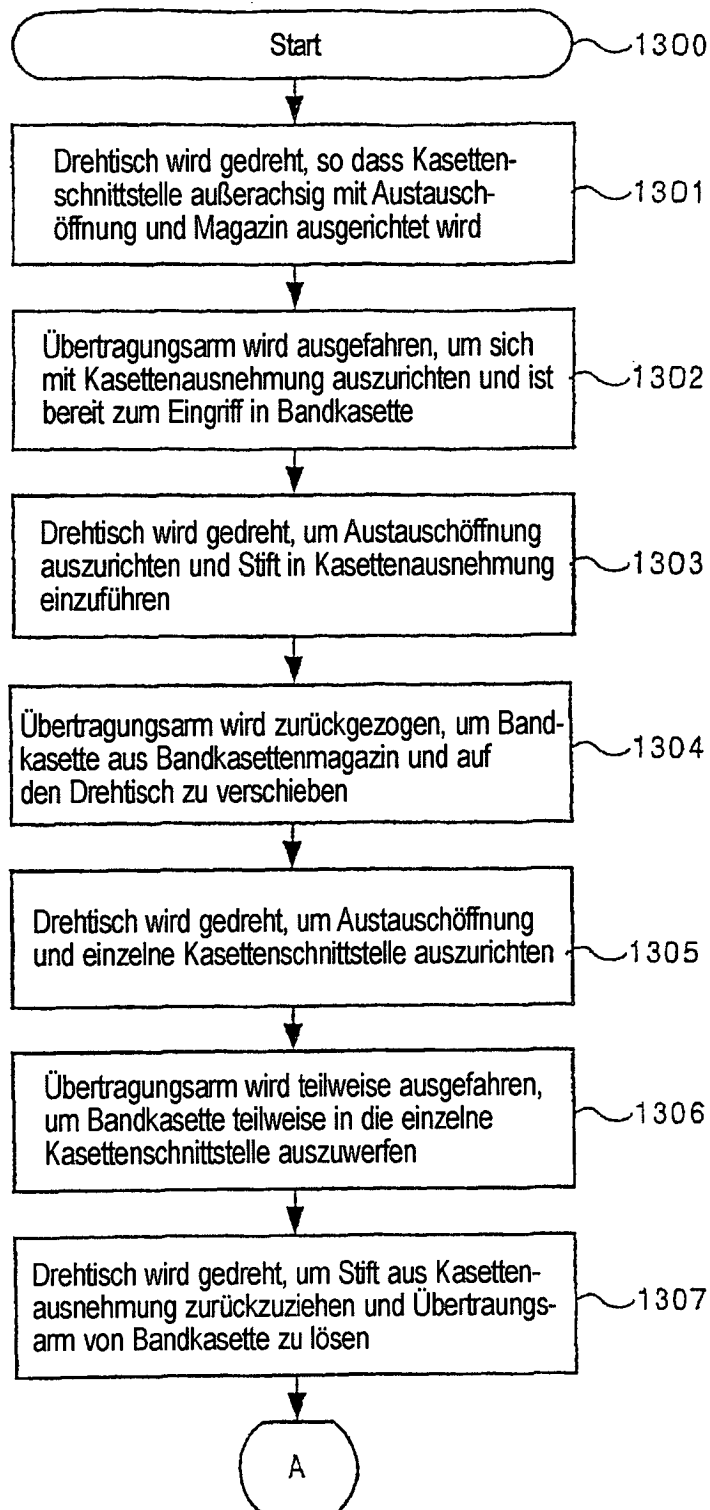 Start
1300
Drehtisch wird gedreht, so dass Kasetten-
schnittstelle außerachsig mit Austausch-
öffnung und Magazin ausgerichtet wird
1301
Übertragungsarm wird ausgefahren, um sich
mit Kasettenausnehmung auszurichten und ist
bereit zum Eingriff in Bandkasette
1302
Drehtisch wird gedreht, um Austauschöffnung
auszurichten und Stift in Kasettenausnehmung
einzuführen
1303
Übertragungsarm wird zurückgezogen, um Band-
kasette aus Bandkasettenmagazin und auf
den Drehtisch zu verschieben
1304
Drehtisch wird gedreht, um Austauschöffnung
und einzelne Kasettenschnittstelle auszurichten
1305
Übertragungsarm wird teilweise ausgefahren,
um Bandkasette teilweise in die einzelne
Kasettenschnittstelle auszuwerfen
1306
Drehtisch wird gedreht, um Stift aus Kasetten-
ausnehmung zurückzuziehen und Übertraungs-
arm von Bandkasette zu lösen
1307
A